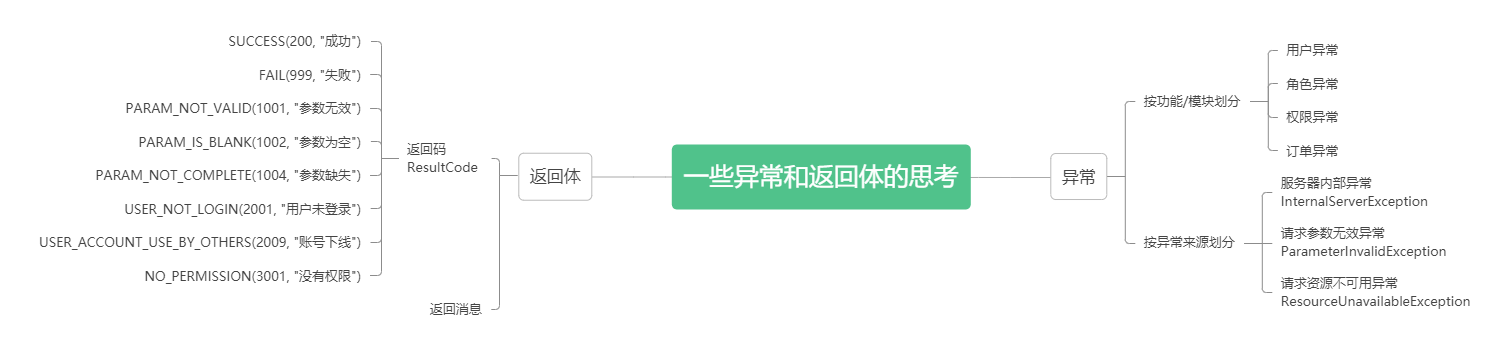 一些异常和返回体的思考
返回体
返回码
ResultCode
SUCCESS(200, "成功")
FAIL(999, "失败")
PARAM_NOT_VALID(1001, "参数无效")
PARAM_IS_BLANK(1002, "参数为空")
PARAM_NOT_COMPLETE(1004, "参数缺失")
USER_NOT_LOGIN(2001, "用户未登录")
USER_ACCOUNT_USE_BY_OTHERS(2009, "账号下线")
NO_PERMISSION(3001, "没有权限")
返回消息
异常
按功能/模块划分
用户异常
角色异常
权限异常
订单异常
按异常来源划分
服务器内部异常
InternalServerException
请求参数无效异常
ParameterInvalidException
请求资源不可用异常
ResourceUnavailableException